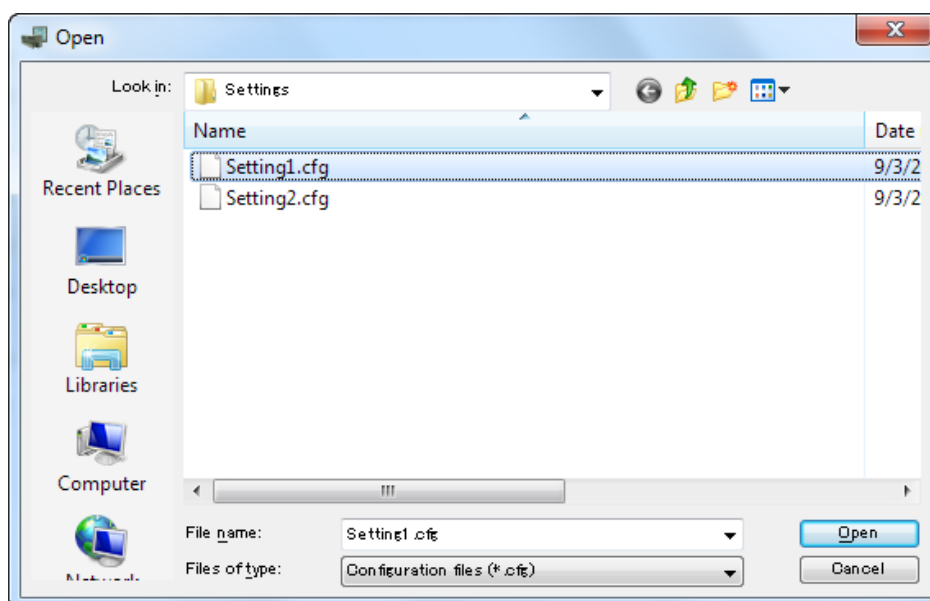 Open
Look in: Settings
Name Date
Setting1.cfg 9/3/2
Setting2.cfg 9/3/2
Recent Places
Desktop
Libraries
Computer
File name: Setting1.cfg Open
Files of type: Configuration files (*.cfg) Cancel